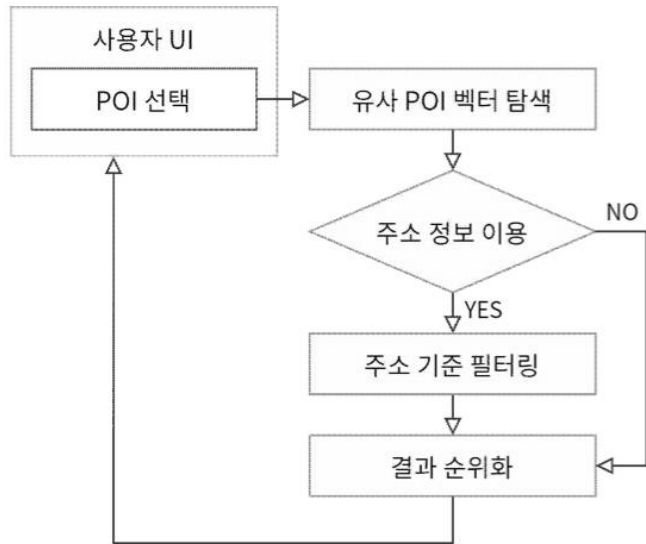 사용자 UI
POI 선택
유사 POI 벡터 탐색
주소 정보 이용
NO
YES
주소 기준 필터링
결과 순위화